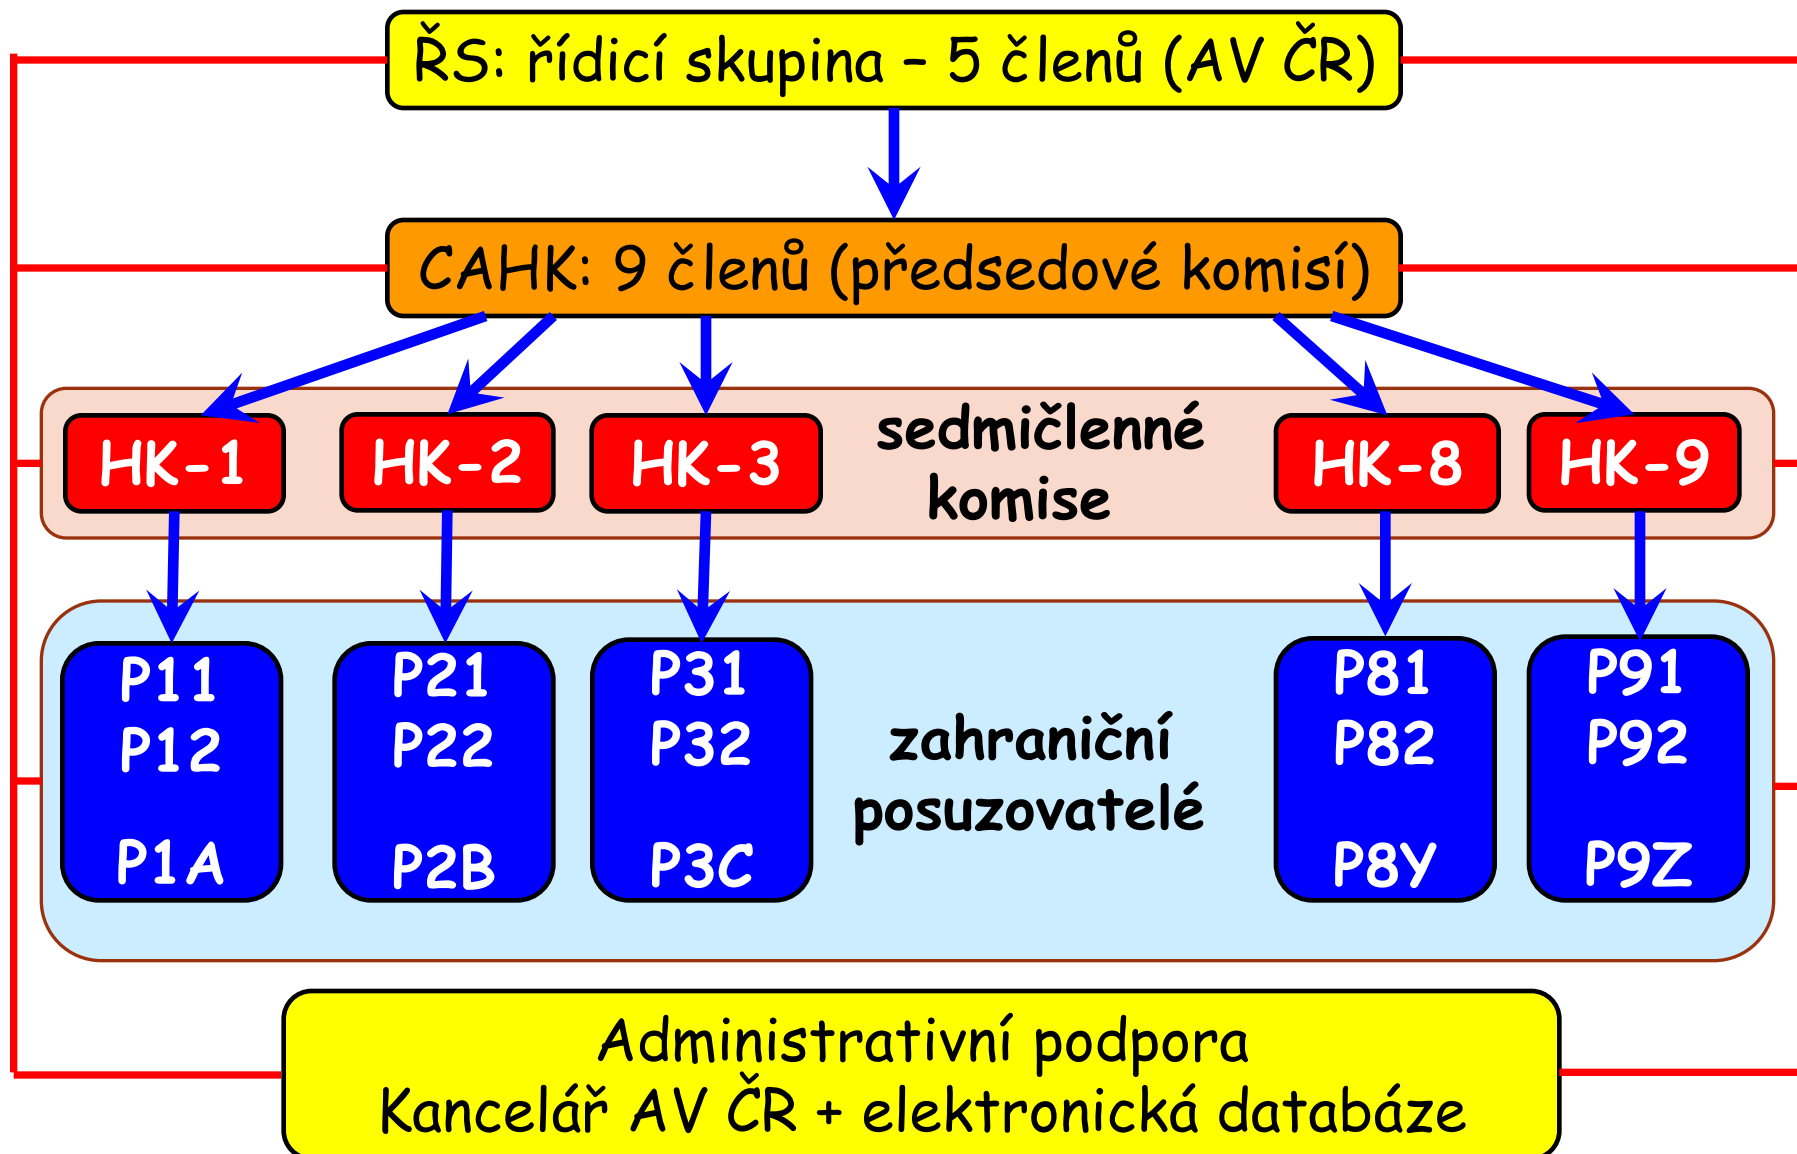 ŘS: řídicí skupina – 5 členů (AV ČR)
CAHK: 9 členů (předsedové komisí)
HK-1
HK-2
HK-3
sedmičlenné
komise
HK-8
HK-9
P11
P12
P1A
P21
P22
P2B
P31
P32
P3C
zahraniční
posuzovatelé
P81
P82
P8Y
P91
P92
P9Z
Administrativní podpora
Kancelář AV ČR + elektronická databáze